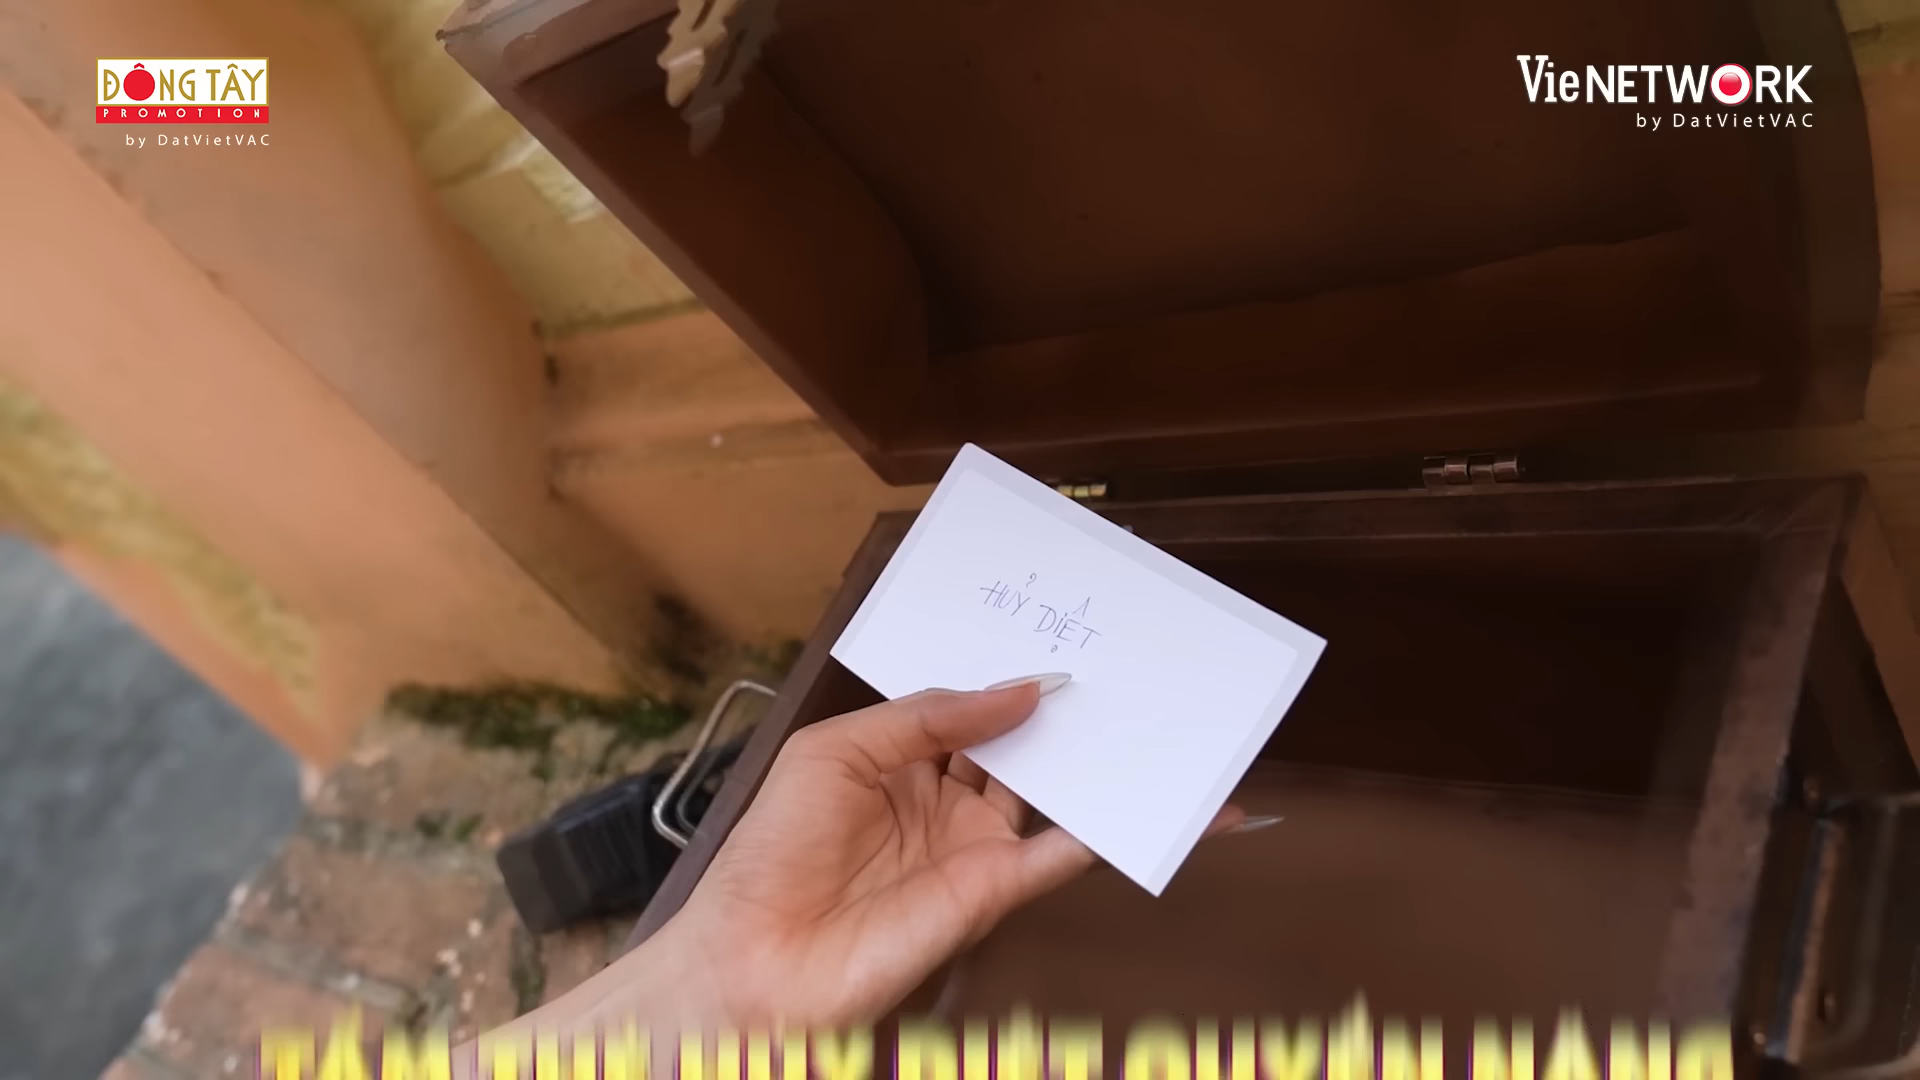 ĐÔNG TÂY
PROMOTION
by DatVietVAC
VieNETWORK
by DatVietVAC
HUỶ DIỆT